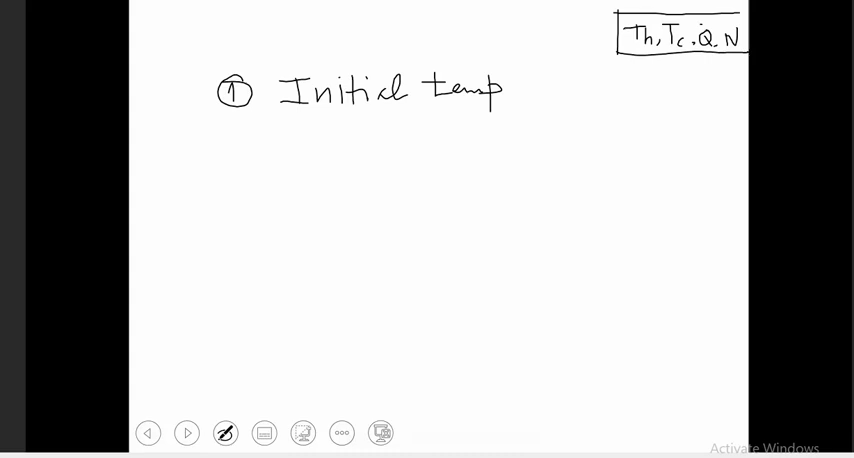 Th, Tc, Q̇, N
① Initial temp
Activate Windows